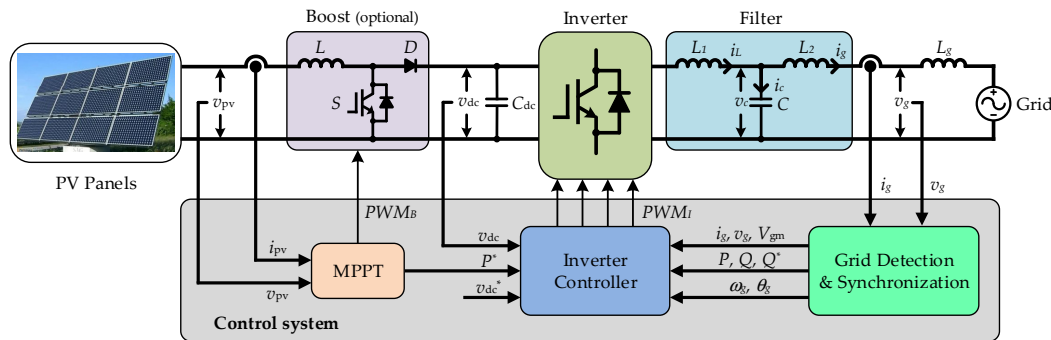 Boost (optional)
Inverter
Filter
L
D
L1
iL
L2
ig
Lg
vpv
S
vdc
Cdc
vc
ic
C
vg
Grid
PV Panels
ig
vg
PWMB
PWMI
vdc
ig, vg, Vgm
ipv
MPPT
P*
Inverter
Controller
P, Q, Q*
Grid Detection
& Synchronization
vpv
vdc*
ωg, θg
Control system